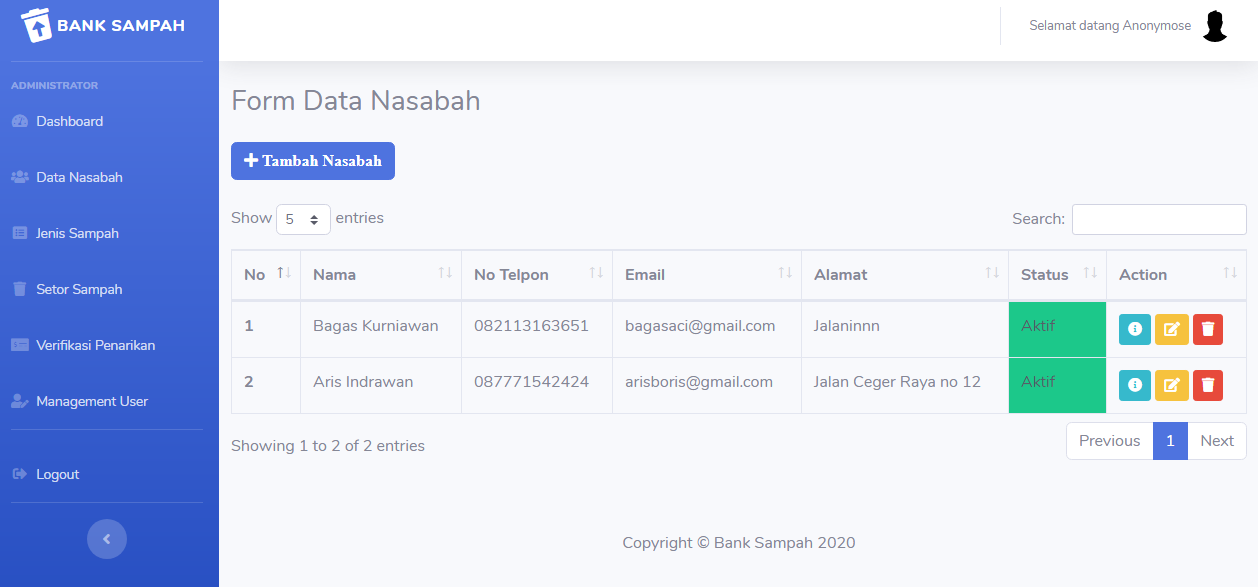 BANK SAMPAH
Selamat datang Anonymose
ADMINISTRATOR
Dashboard
Data Nasabah
Jenis Sampah
Setor Sampah
Verifikasi Penarikan
Management User
Logout
Form Data Nasabah
Tambah Nasabah
Show 5 entries
Search:
No Nama No Telpon Email Alamat Status Action
1 Bagas Kurniawan 082113163651 bagasaci@gmail.com Jalaninnn Aktif
2 Aris Indrawan 087771542424 arisboris@gmail.com Jalan Ceger Raya no 12 Aktif
Showing 1 to 2 of 2 entries
Previous 1 Next
Copyright © Bank Sampah 2020